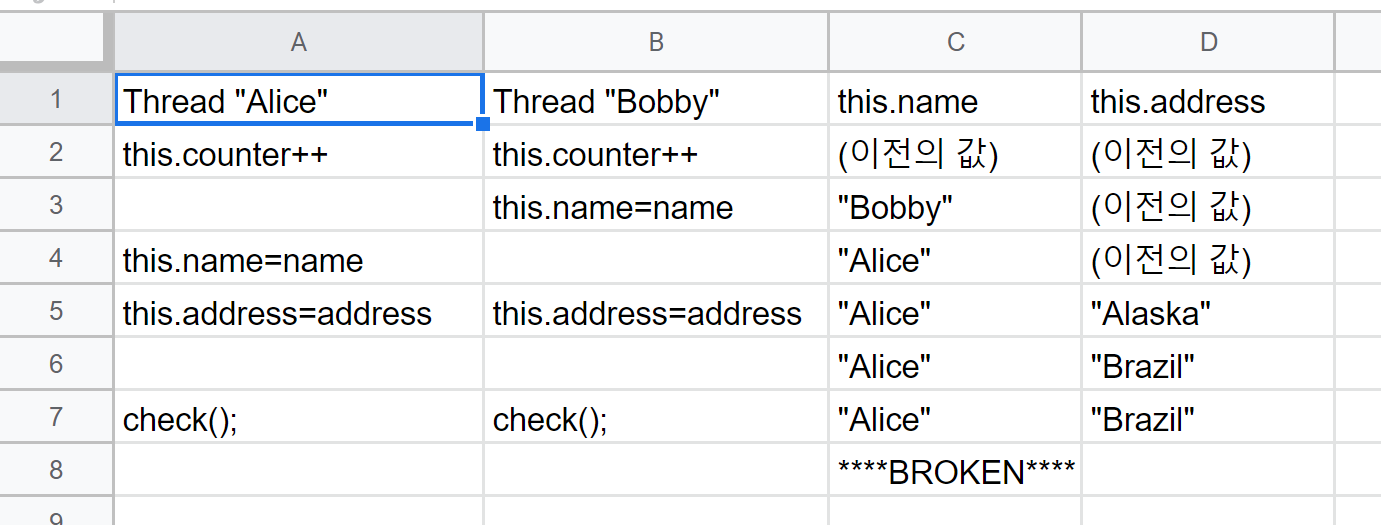 A B C D
1 Thread "Alice" Thread "Bobby" this.name this.address
2 this.counter++ this.counter++ (이전의 값) (이전의 값)
3 this.name=name "Bobby" (이전의 값)
4 this.name=name "Alice" (이전의 값)
5 this.address=address this.address=address "Alice" "Alaska"
6 "Alice" "Brazil"
7 check(); check(); "Alice" "Brazil"
8 ****BROKEN****
9